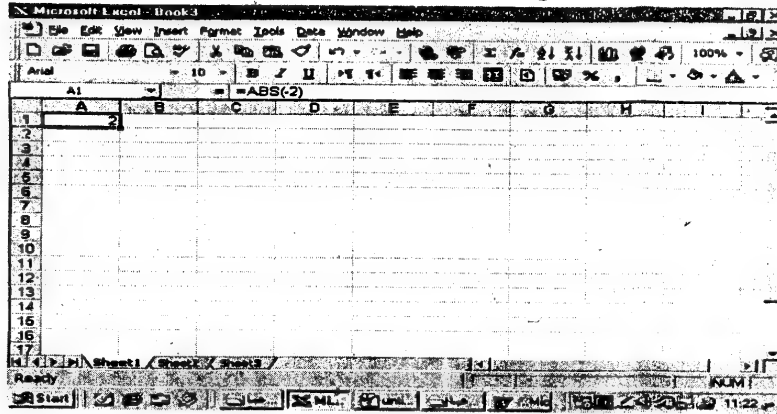 Microsoft Excel - Book3
File Edit View Insert Format Tools Data Window Help
100%
Arial 10 B I U %
A1 = =ABS(-2)
A B C D E F G H I
1 2
2
3
4
5
6
7
8
9
10
11
12
13
14
15
16
17
Sheet1 Sheet2 Sheet3
Ready NUM
Start 11:22